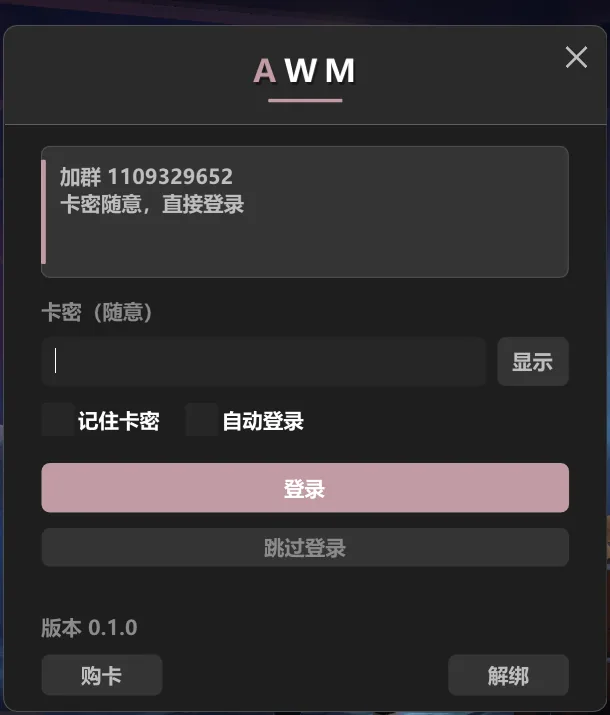 AWM
加群 1109329652
卡密随意，直接登录
卡密（随意）
显示
记住卡密 自动登录
登录
跳过登录
版本 0.1.0
购卡 解绑